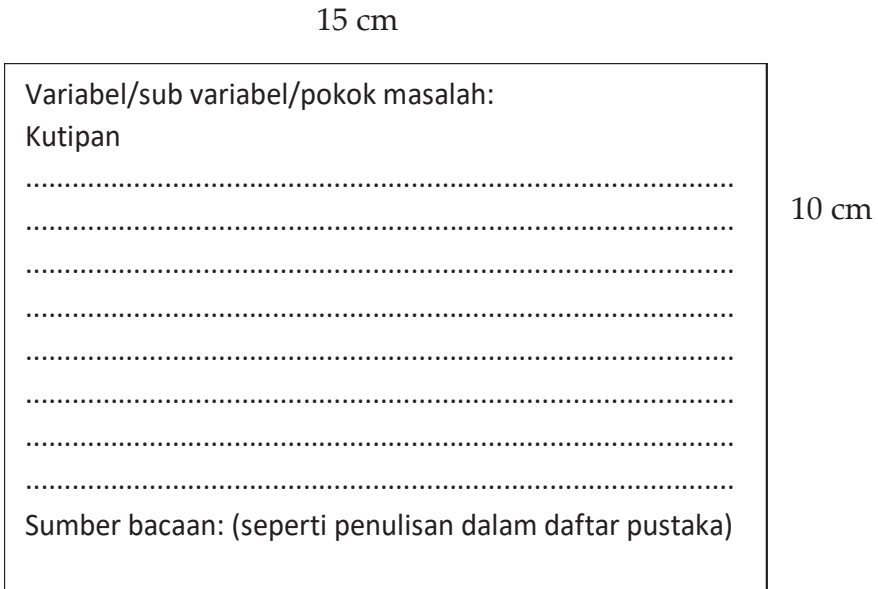 15 cm
Variabel/sub variabel/pokok masalah:
Kutipan
...........................................................................................
...........................................................................................
10 cm
...........................................................................................
...........................................................................................
...........................................................................................
...........................................................................................
...........................................................................................
...........................................................................................
Sumber bacaan: (seperti penulisan dalam daftar pustaka)